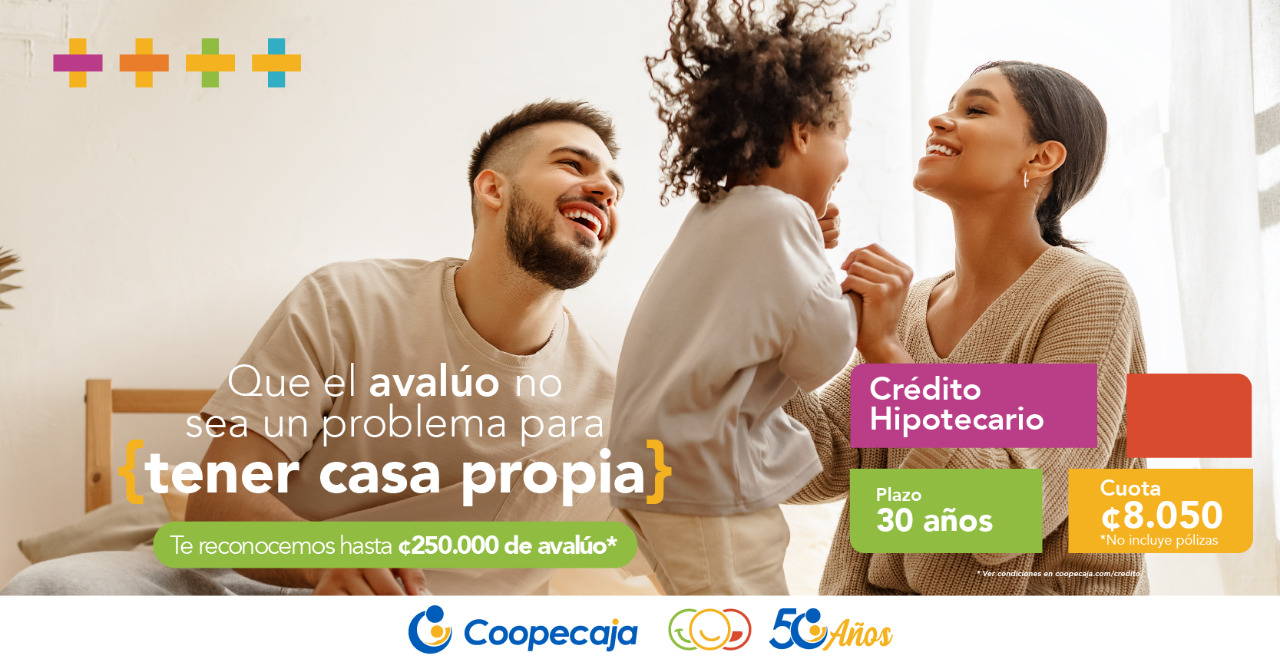 Que el avalúo no
sea un problema para
{tener casa propia}
Te reconocemos hasta ¢250.000 de avalúo*
Crédito
Hipotecario
Plazo
30 años
Cuota
¢8.050
*No incluye pólizas
* Ver condiciones en coopecaja.com/credito/
Coopecaja
50 Años